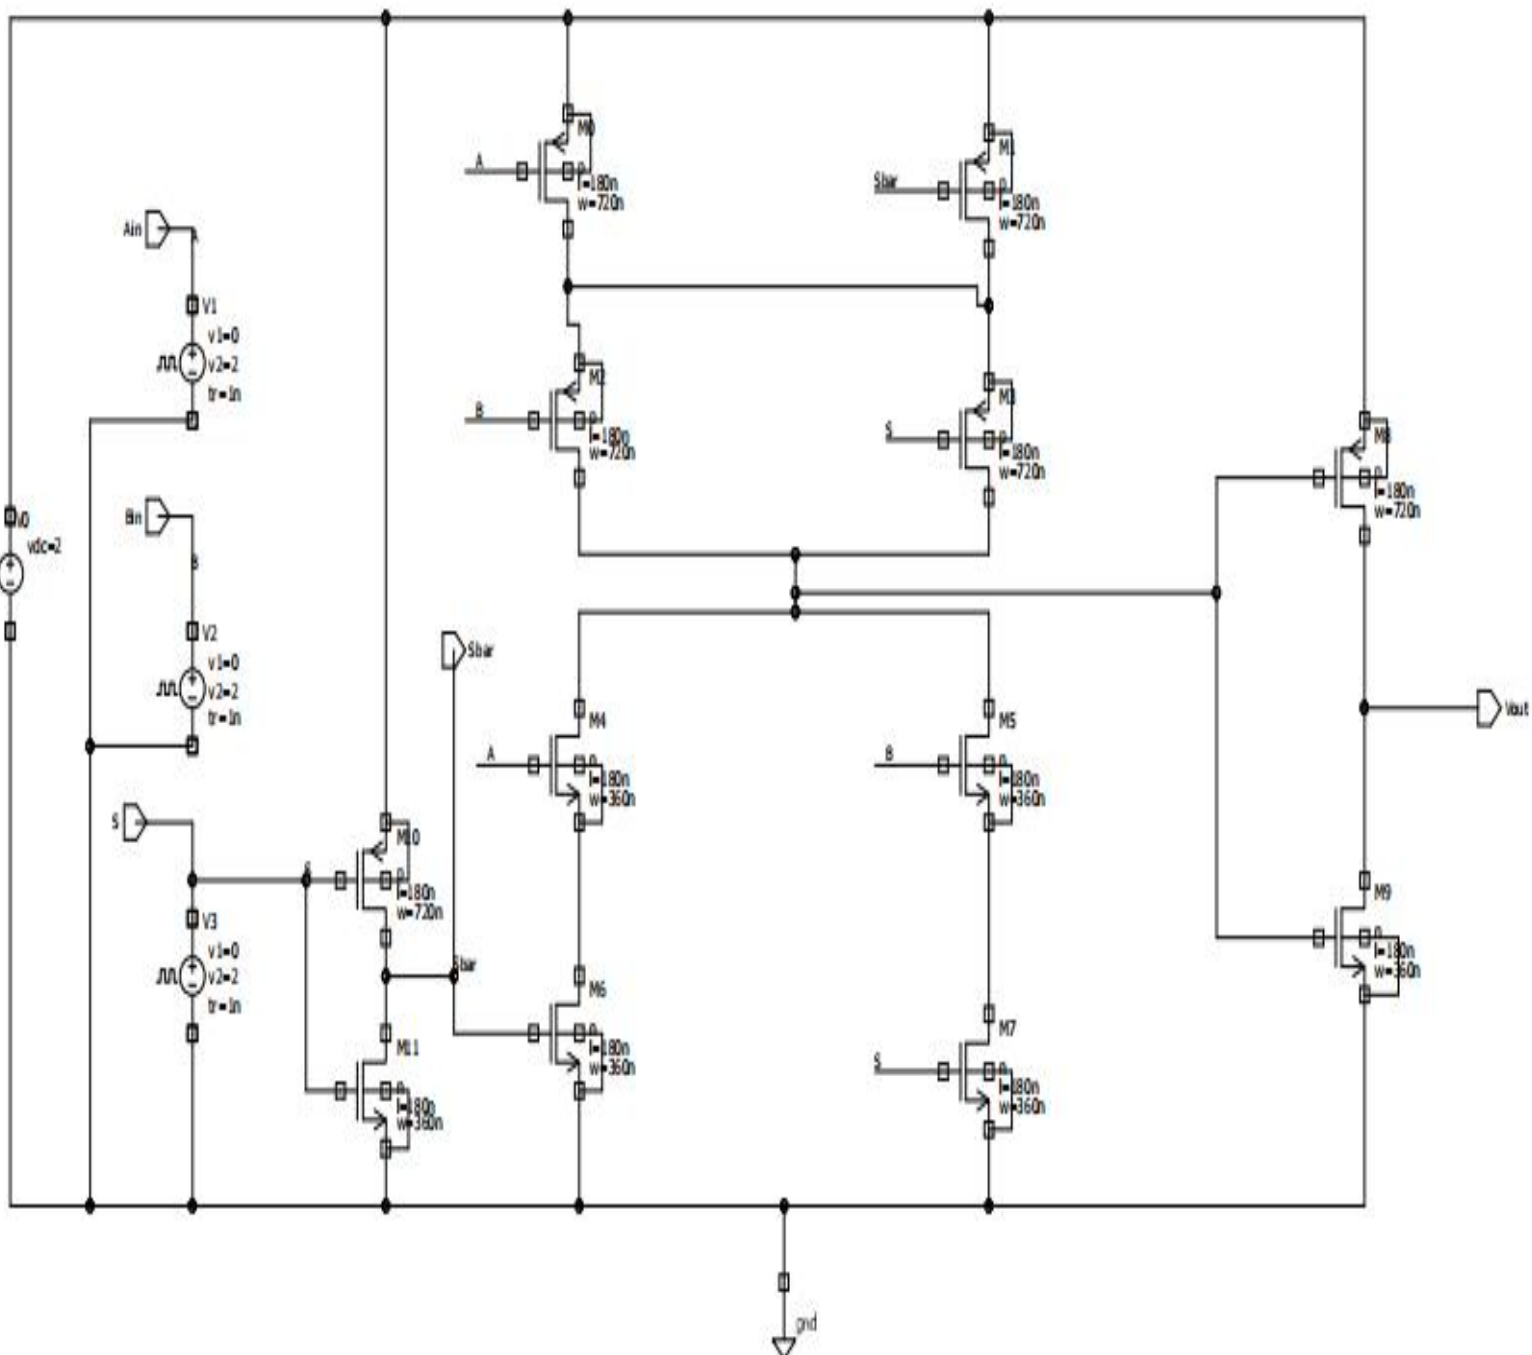 M0
A
l=180n
w=720n
M1
Sbar
l=180n
w=720n
Ain
A
V1
v1=0
v2=2
tr=1n
M2
B
l=180n
w=720n
M3
S
l=180n
w=720n
M8
l=180n
w=720n
Bin
B
V0
vdc=2
V2
v1=0
v2=2
tr=1n
Sbar
M4
A
l=180n
w=360n
M5
B
l=180n
w=360n
Vout
S
S
M10
l=180n
w=720n
V3
v1=0
v2=2
tr=1n
Sbar
M9
l=180n
w=360n
M6
l=180n
w=360n
M11
l=180n
w=360n
M7
S
l=180n
w=360n
gnd